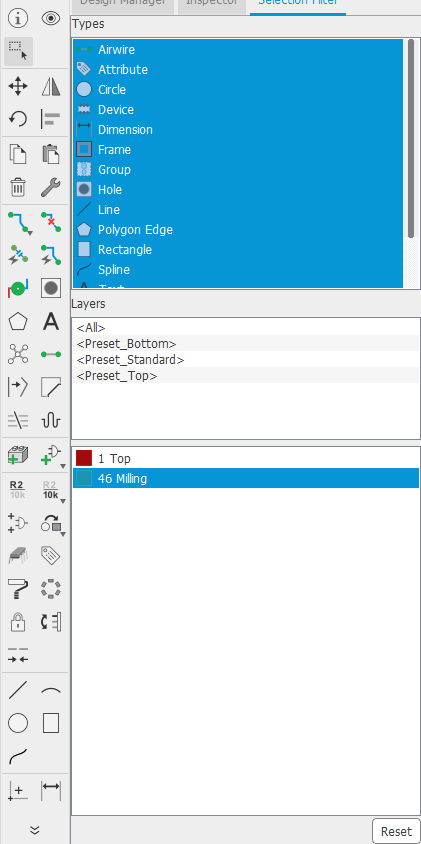 Design Manager
Inspector
Selection Filter
Types
Airwire
Attribute
Circle
Device
Dimension
Frame
Group
Hole
Line
Polygon Edge
Rectangle
Spline
Text
Layers
<All>
<Preset_Bottom>
<Preset_Standard>
<Preset_Top>
1 Top
46 Milling
R2
10k
R2
10k
Reset